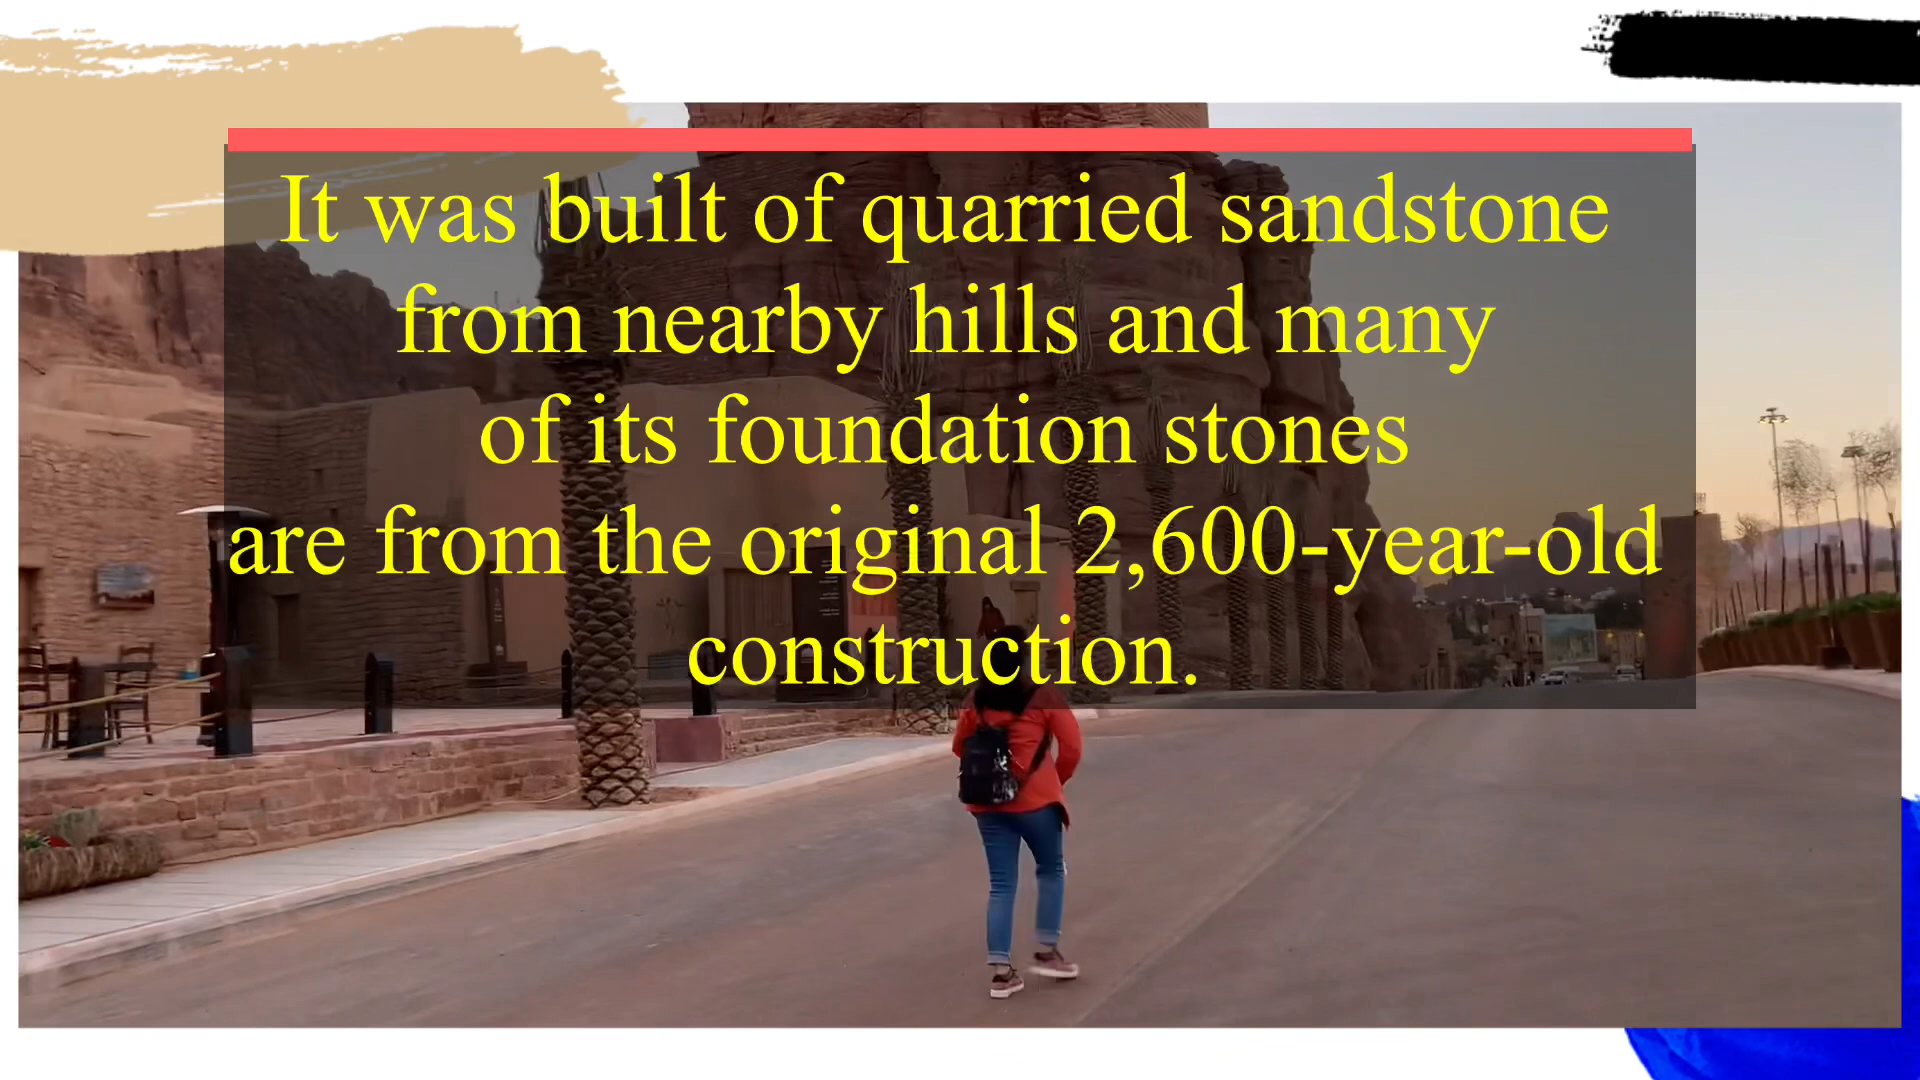 It was built of quarried sandstone
from nearby hills and many
of its foundation stones
are from the original 2,600-year-old
construction.